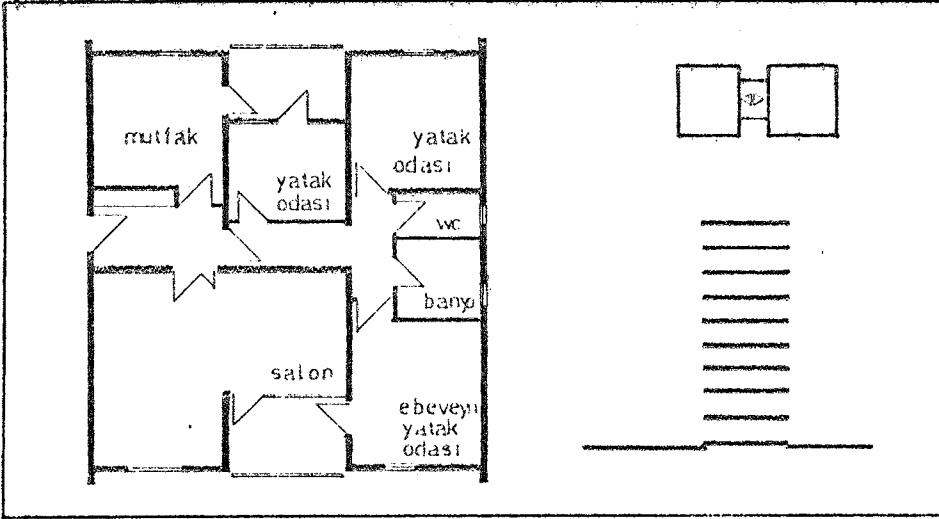 mutfak
yatak
odası
yatak
odası
wc
banyo
salon
ebeveyn
yatak
odası